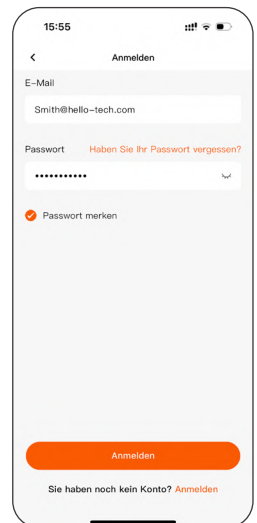 15:55
Anmelden
E-Mail
Smith@hello-tech.com
Passwort Haben Sie Ihr Passwort vergessen?
•••••••••••
Passwort merken
Anmelden
Sie haben noch kein Konto? Anmelden